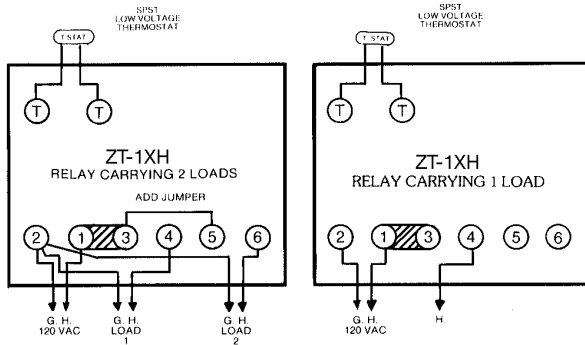 SPST
LOW VOLTAGE
THERMOSTAT
T STAT
T T
ZT-1XH
RELAY CARRYING 2 LOADS
ADD JUMPER
2 1 3 4 5 6
G. H. G. H. G. H.
120 VAC LOAD LOAD
1 2
SPST
LOW VOLTAGE
THERMOSTAT
T STAT
T T
ZT-1XH
RELAY CARRYING 1 LOAD
2 1 3 4 5 6
G. H. H.
120 VAC